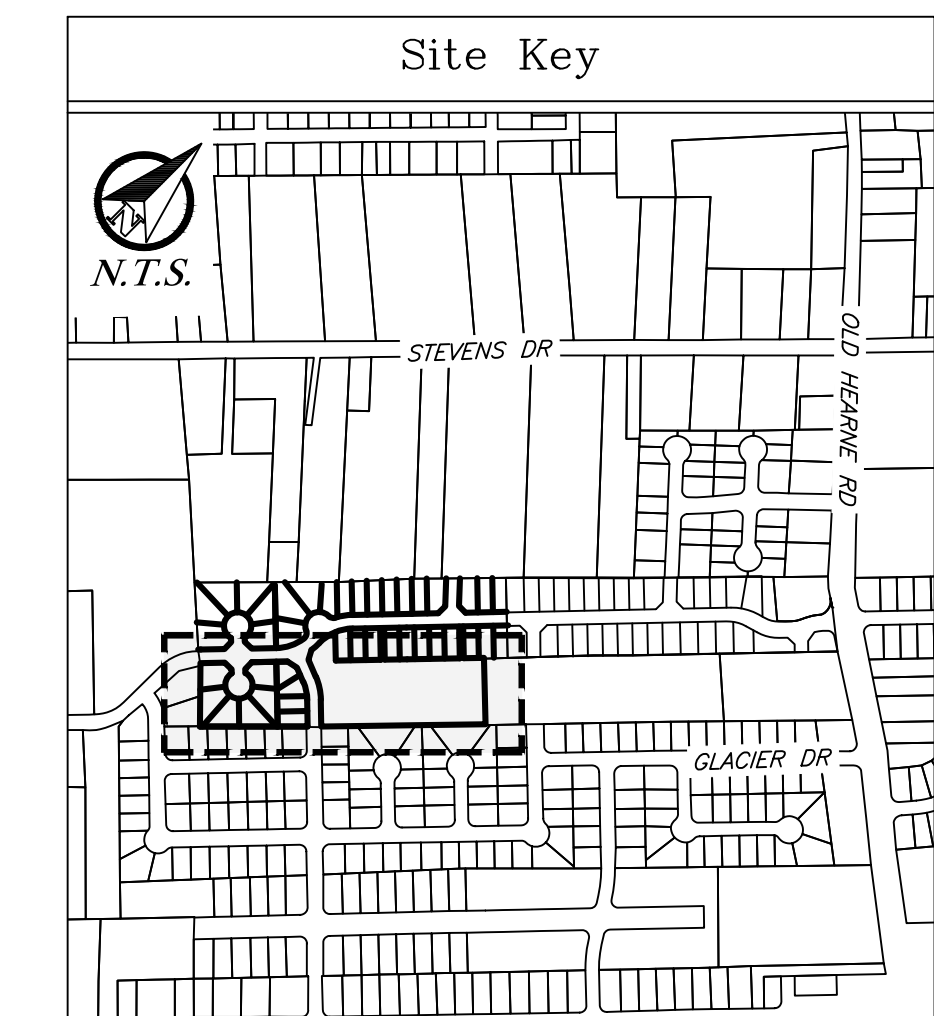 Site Key
N
N.T.S.
STEVENS DR
OLD HEARNE RD
GLACIER DR